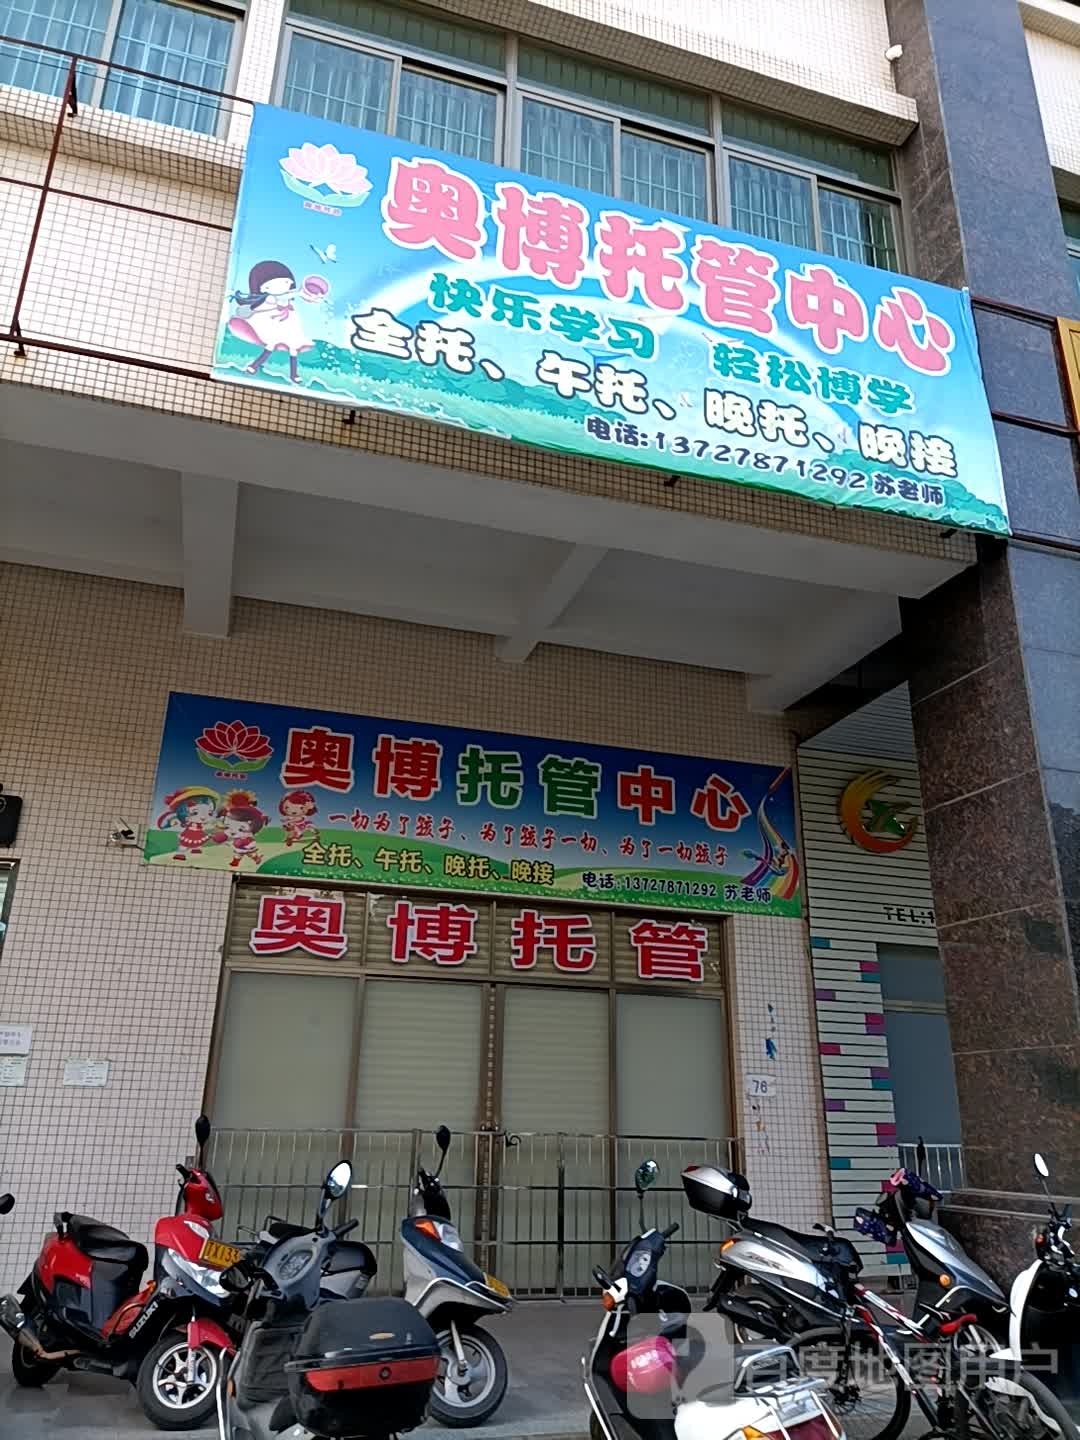 奥博托管中心
快乐学习 轻松博学
全托、午托、晚托、晚接
电话:13727871292 苏老师
奥博托管中心
一切为了孩子、为了孩子一切、为了一切孩子
全托、午托、晚托、晚接
电话:13727871292 苏老师
奥博托管
TEL:1
76
SUZUKI
百度地图用户